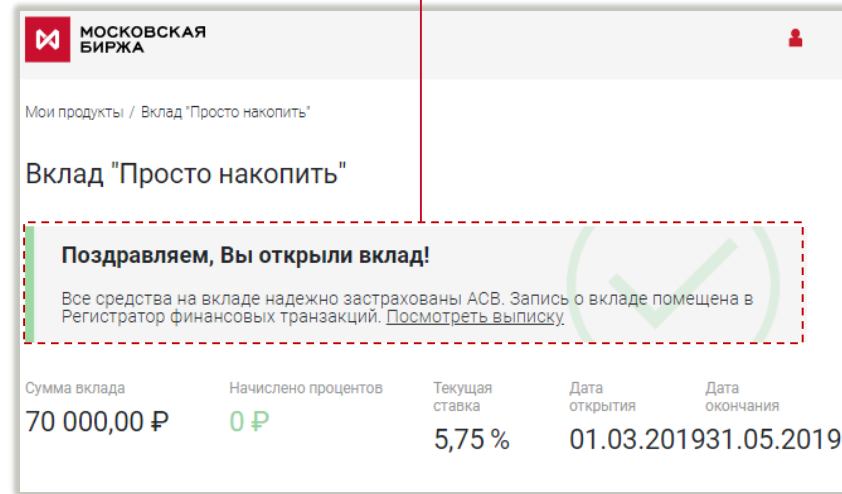 МОСКОВСКАЯ
БИРЖА
Мои продукты / Вклад "Просто накопить"
Вклад "Просто накопить"
Поздравляем, Вы открыли вклад!
Все средства на вкладе надежно застрахованы АСВ. Запись о вкладе помещена в
Регистратор финансовых транзакций. Посмотреть выписку
Сумма вклада
70 000,00 ₽
Начислено процентов
0 ₽
Текущая
ставка
5,75 %
Дата
открытия
01.03.2019
Дата
окончания
31.05.2019